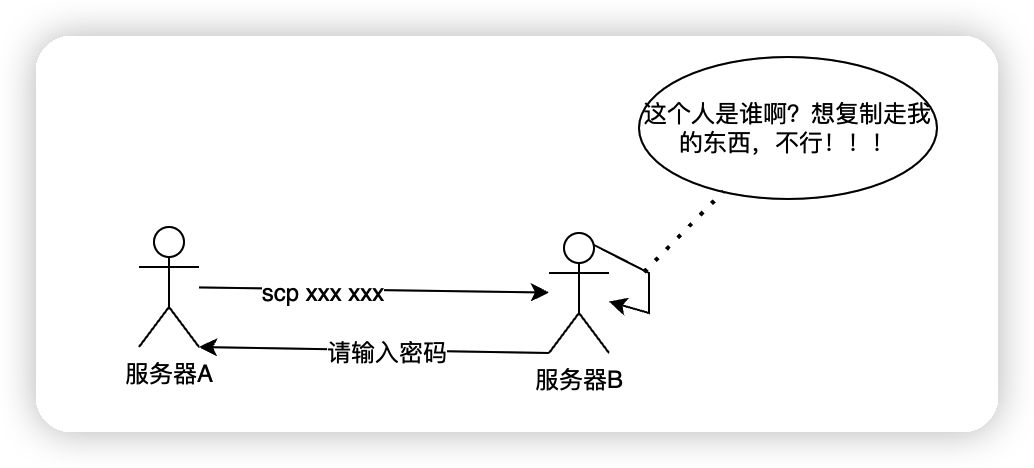 这个人是谁啊？想复制走我
的东西，不行！！！
scp xxx xxx
请输入密码
服务器A
服务器B